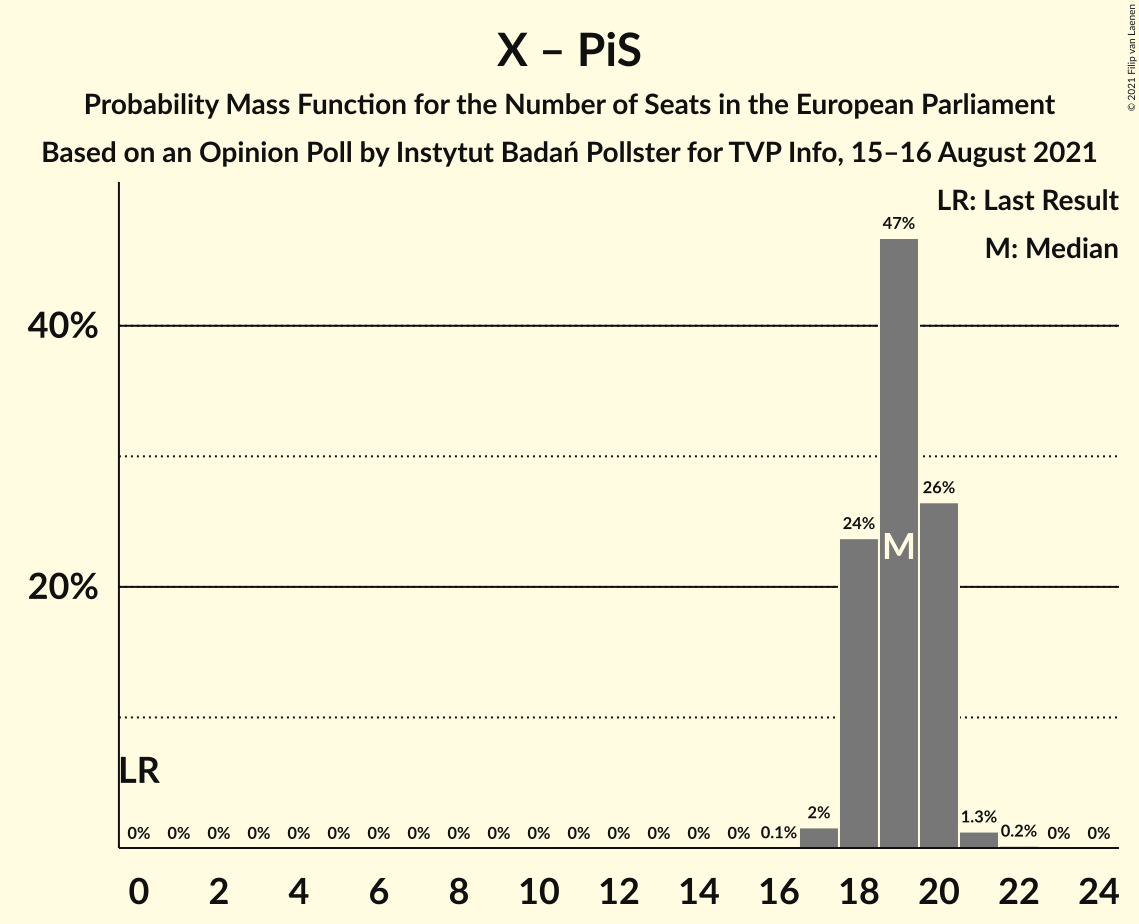 X – PiS
Probability Mass Function for the Number of Seats in the European Parliament
Based on an Opinion Poll by Instytut Badań Pollster for TVP Info, 15–16 August 2021
© 2021 Filip van Laenen
LR: Last Result
M: Median
47%
40%
26%
24%
M
20%
LR
0% 0% 0% 0% 0% 0% 0% 0% 0% 0% 0% 0% 0% 0% 0% 0% 0.1% 2% 1.3% 0.2% 0% 0%
0 2 4 6 8 10 12 14 16 18 20 22 24